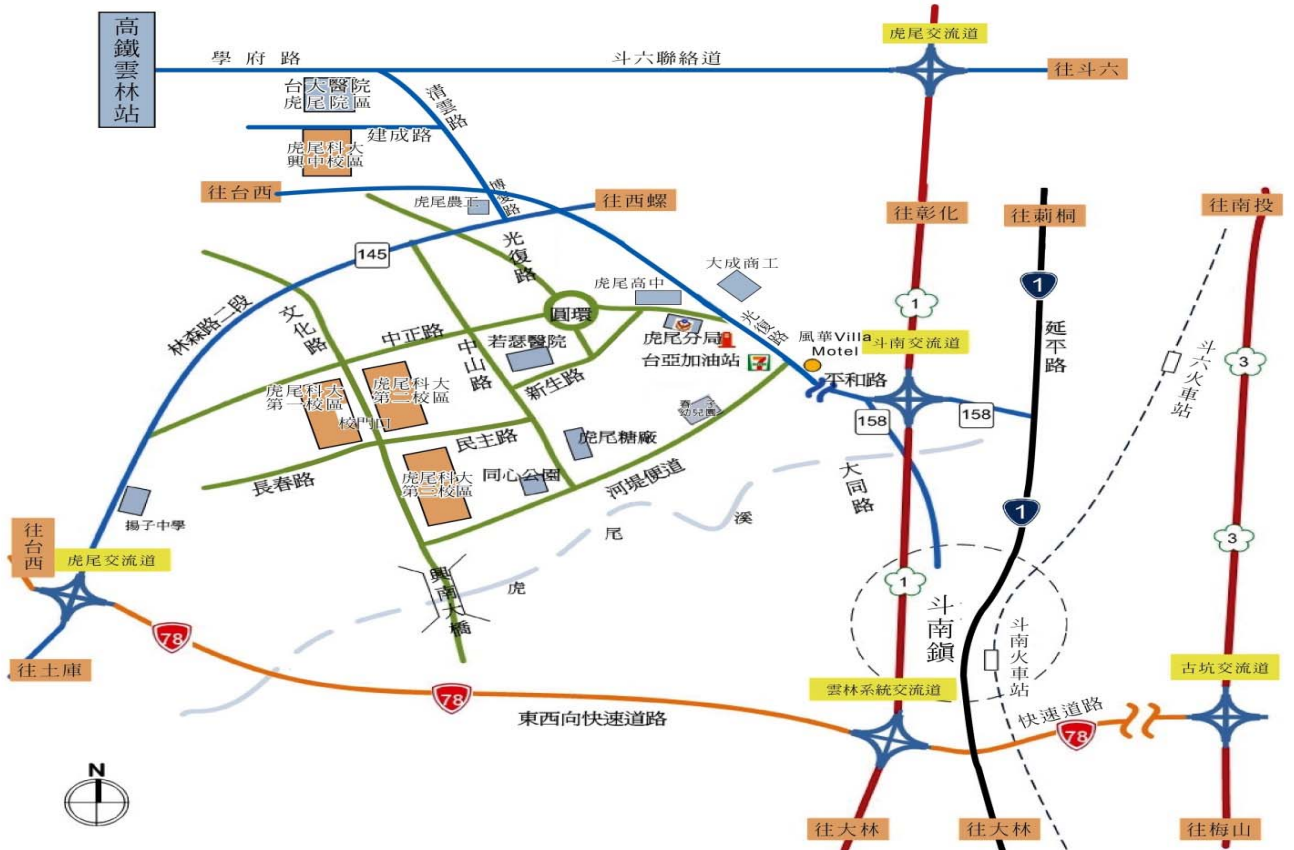 高鐵雲林站
學府路
斗六聯絡道
虎尾交流道
往斗六
台大醫院
虎尾院區
清雲路
建成路
虎尾科大
興中校區
往台西
虎尾農工
博愛路
往西螺
往彰化
往莿桐
往南投
145
光復路
大成商工
虎尾高中
1
1
林森路二段
文化路
中正路
圓環
中山路
若瑟醫院
虎尾分局
台亞加油站
7
光復路
風華Villa
Motel
斗南交流道
延平路
斗六火車站
3
新生路
平和路
虎尾科大
第一校區
校門口
虎尾科大
第二校區
158
158
幼兒園
民主路
虎尾糖廠
大同路
長春路
虎尾科大
第三校區
同心公園
河堤便道
揚子中學
虎
尾
溪
1
3
往台西
虎尾交流道
興南大橋
1
斗南鎮
斗南火車站
78
往土庫
78
東西向快速道路
雲林系統交流道
快速道路
78
古坑交流道
N
往大林
往大林
往梅山